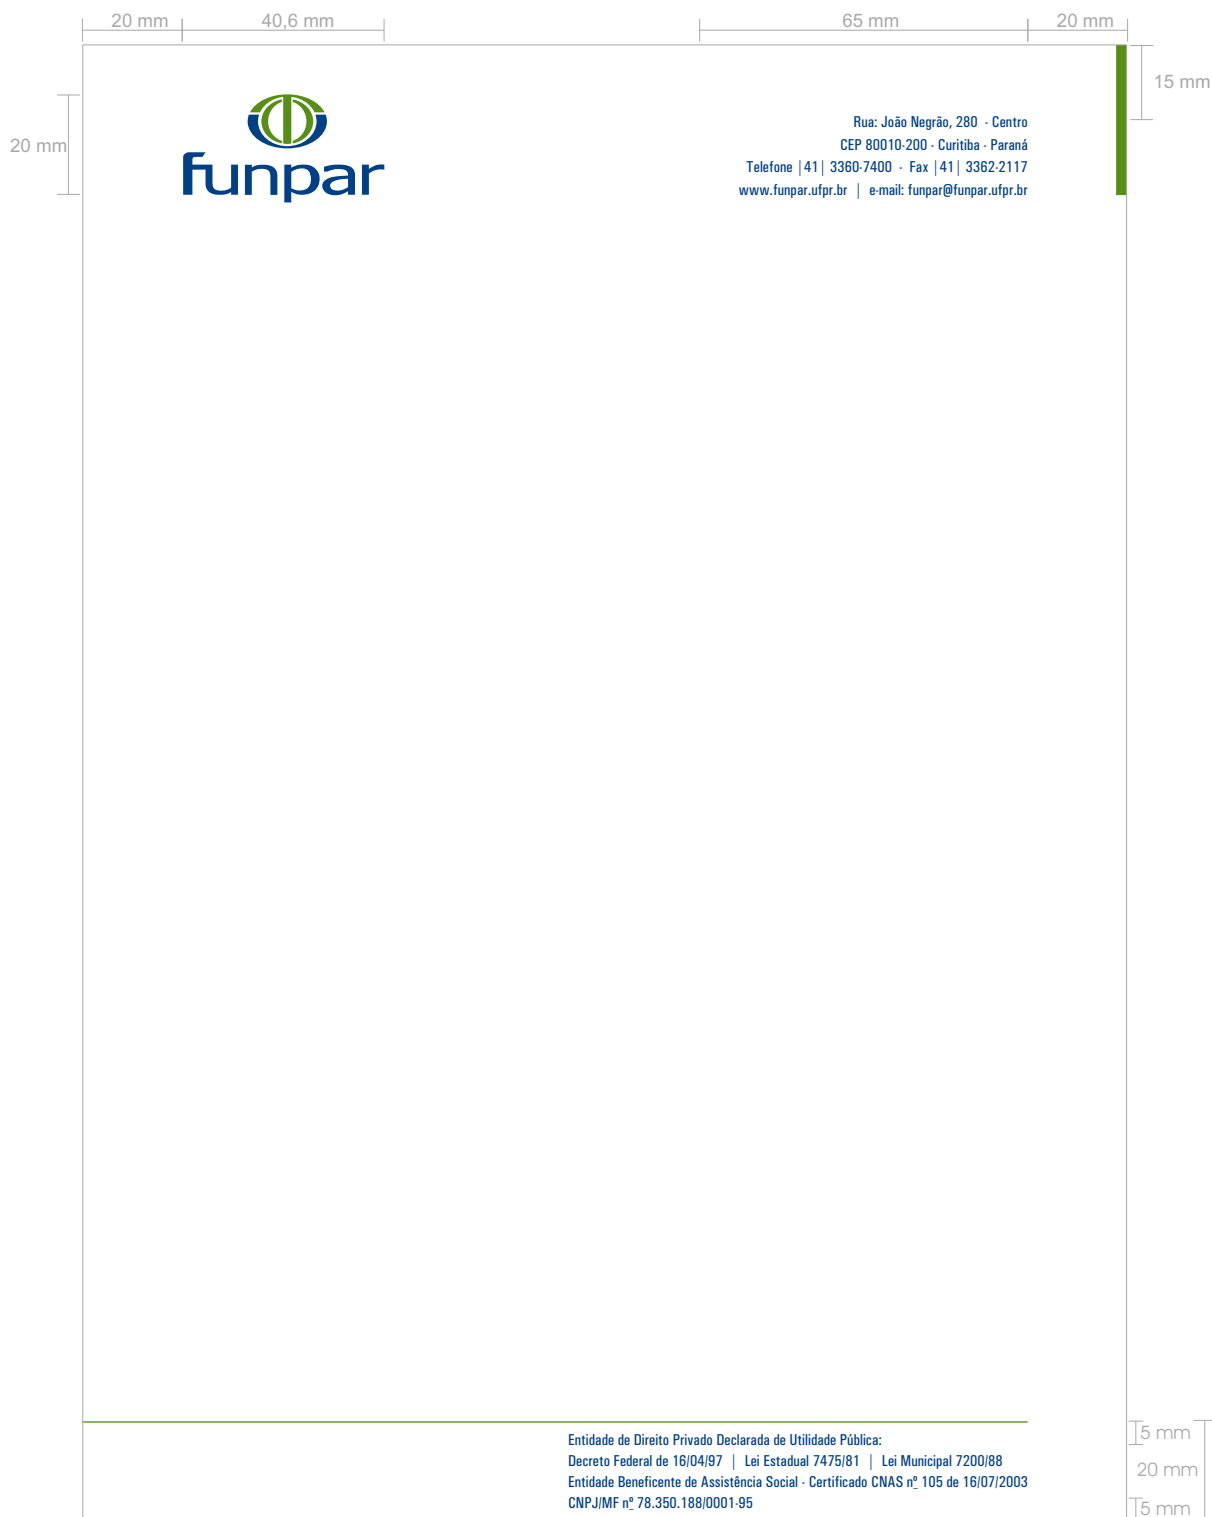 20 mm 40,6 mm 65 mm 20 mm
15 mm
20 mm
funpar
Rua: João Negrão, 280 - Centro
CEP 80010-200 - Curitiba - Paraná
Telefone |41| 3360-7400 - Fax |41| 3362-2117
www.funpar.ufpr.br | e-mail: funpar@funpar.ufpr.br
Entidade de Direito Privado Declarada de Utilidade Pública:
Decreto Federal de 16/04/97 | Lei Estadual 7475/81 | Lei Municipal 7200/88
Entidade Beneficente de Assistência Social - Certificado CNAS nº 105 de 16/07/2003
CNPJ/MF nº 78.350.188/0001-95
5 mm
20 mm
5 mm